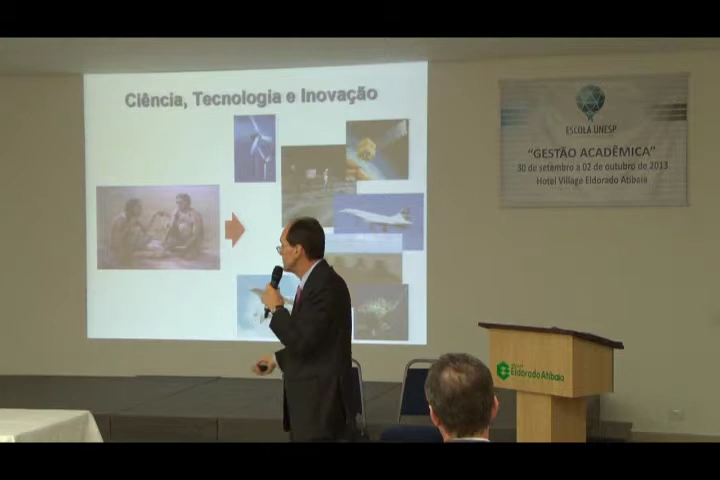 Ciência, Tecnologia e Inovação
ESCOLA UNESP
“GESTÃO ACADÊMICA”
30 de setembro a 02 de outubro de 2013
Hotel Village Eldorado Atibaia
Eldorado Atibaia